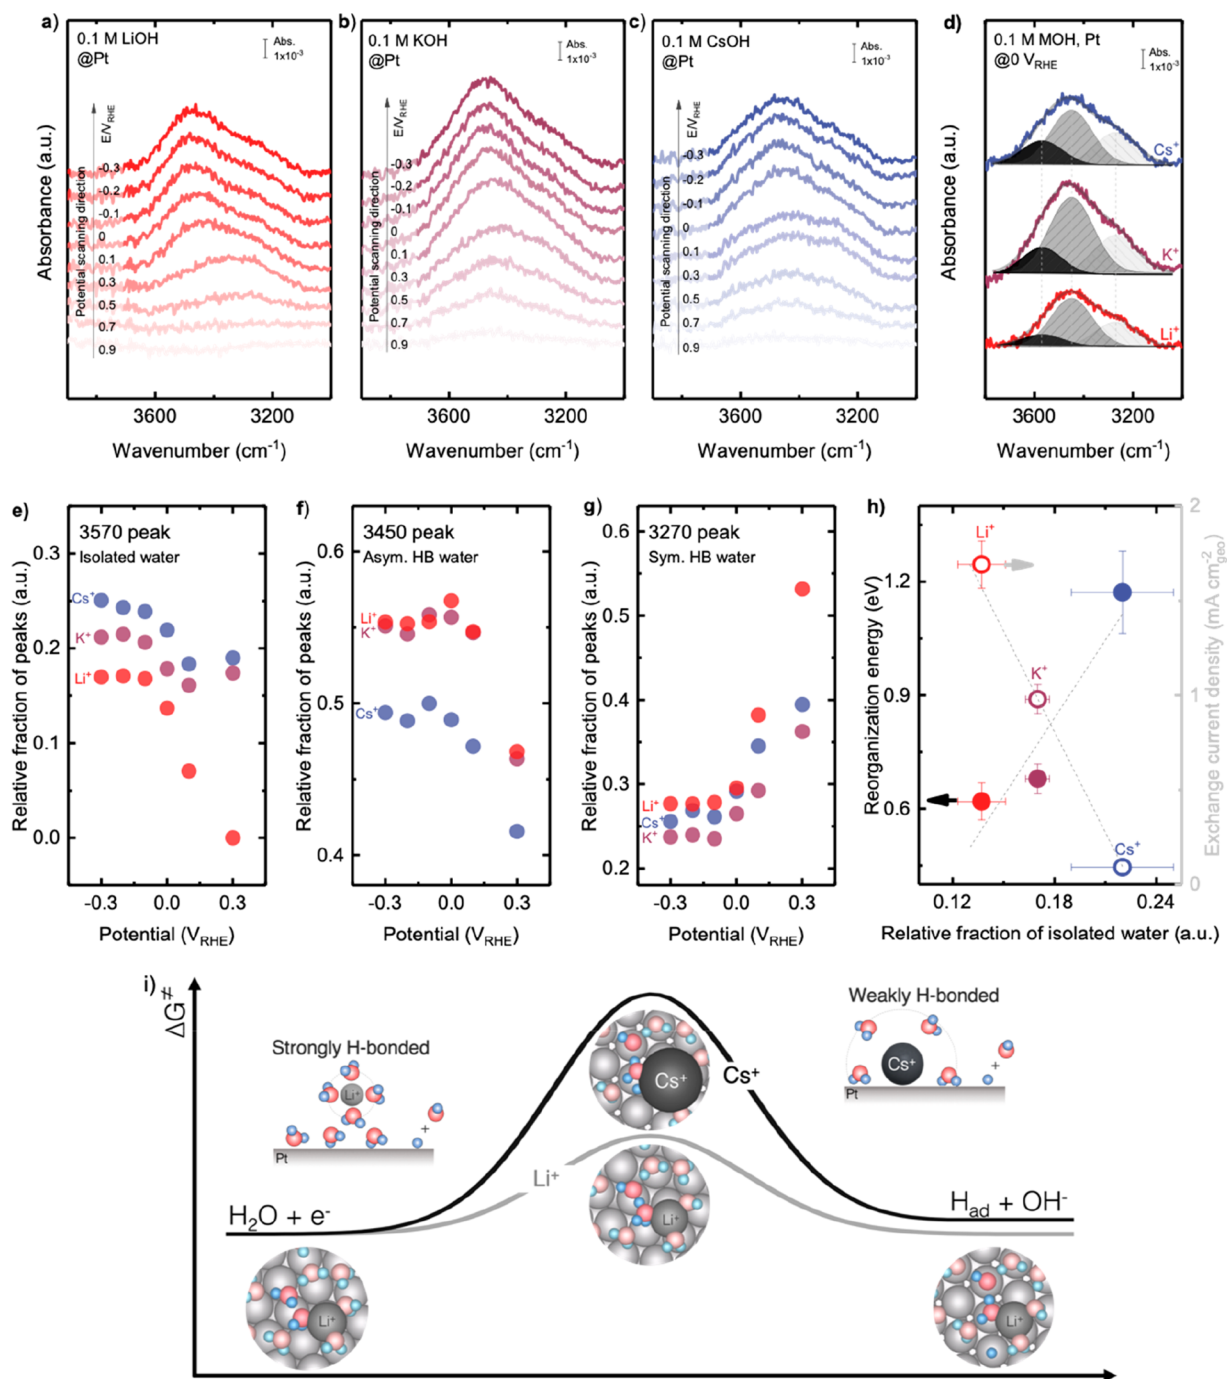 a)
0.1 M LiOH
@Pt
Abs.
1x10⁻³
E/V_RHE
Potential scanning direction
-0.3
-0.2
-0.1
0
0.1
0.3
0.5
0.7
0.9
Absorbance (a.u.)
3600
3200
Wavenumber (cm⁻¹)
b)
0.1 M KOH
@Pt
Abs.
1x10⁻³
E/V_RHE
Potential scanning direction
-0.3
-0.2
-0.1
0
0.1
0.3
0.5
0.7
0.9
3600
3200
Wavenumber (cm⁻¹)
c)
0.1 M CsOH
@Pt
Abs.
1x10⁻³
E/V_RHE
Potential scanning direction
-0.3
-0.2
-0.1
0
0.1
0.3
0.5
0.7
0.9
3600
3200
Wavenumber (cm⁻¹)
d)
0.1 M MOH, Pt
@0 V_RHE
Abs.
1x10⁻³
Cs⁺
K⁺
Li⁺
Absorbance (a.u.)
3600
3200
Wavenumber (cm⁻¹)
e)
3570 peak
Isolated water
Cs⁺
K⁺
Li⁺
0.3
0.2
0.1
0.0
Relative fraction of peaks (a.u.)
-0.3
0.0
0.3
Potential (V_RHE)
f)
3450 peak
Asym. HB water
Li⁺
K⁺
Cs⁺
0.6
0.5
0.4
Relative fraction of peaks (a.u.)
-0.3
0.0
0.3
Potential (V_RHE)
g)
3270 peak
Sym. HB water
Li⁺
Cs⁺
K⁺
0.6
0.5
0.4
0.3
0.2
Relative fraction of peaks (a.u.)
-0.3
0.0
0.3
Potential (V_RHE)
h)
Li⁺
K⁺
Cs⁺
1.2
0.9
0.6
Reorganization energy (eV)
2
1
0
Exchange current density (mA cm⁻²_geo)
0.12
0.18
0.24
Relative fraction of isolated water (a.u.)
i)
ΔG^#
Strongly H-bonded
Li⁺
+
Pt
Weakly H-bonded
Cs⁺
+
Pt
Cs⁺
Cs⁺
Li⁺
Li⁺
H₂O + e⁻
H_ad + OH⁻
Li⁺
Li⁺